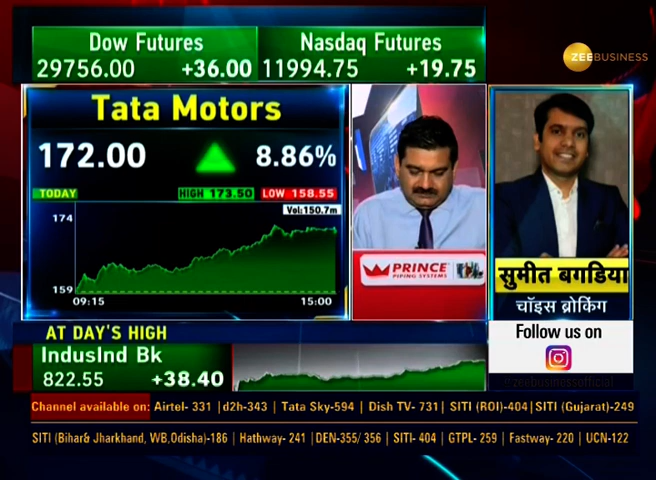 Dow Futures
29756.00 +36.00
Nasdaq Futures
11994.75 +19.75
ZEEBUSINESS
Tata Motors
172.00 8.86%
TODAY HIGH 173.50 LOW 158.55
Vol:150.7m
174
159
09:15 15:00
PRINCE
PIPING SYSTEMS
सुमीत बगडिया
चॉइस ब्रोकिंग
AT DAY'S HIGH
IndusInd Bk
822.55 +38.40
Follow us on
#zeebusinessofficial
Channel available on: Airtel- 331 |d2h-343 | Tata Sky-594 | Dish TV- 731| SITI (ROI)-404|SITI (Gujarat)-249
SITI (Bihar& Jharkhand, WB,Odisha)-186 | Hathway- 241 |DEN-355/ 356 | SITI- 404 | GTPL- 259 | Fastway- 220 | UCN-122